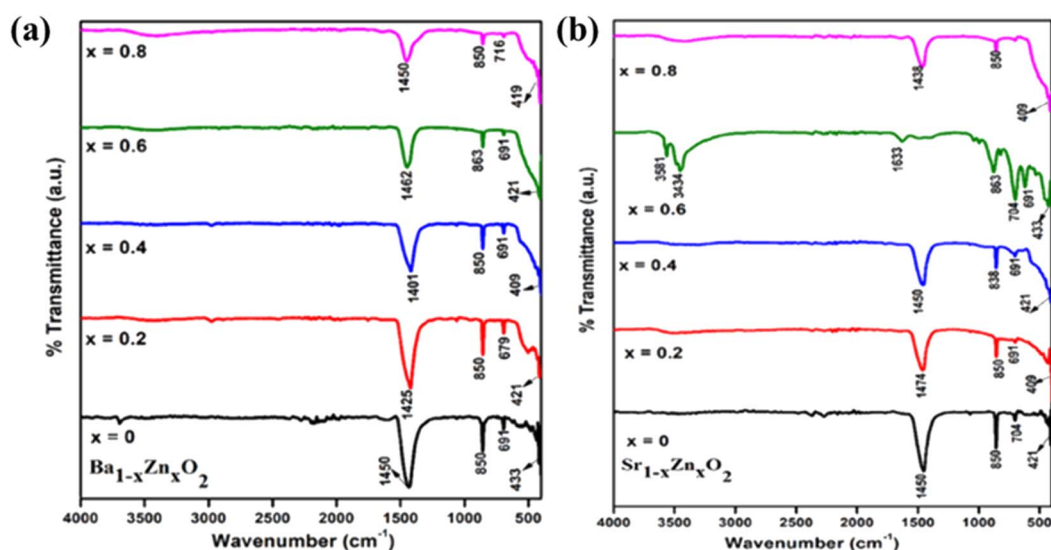 (a)
% Transmittance (a.u.)
x = 0.8
1450
850
716
419
x = 0.6
1462
863
691
421
x = 0.4
1401
850
691
409
x = 0.2
1425
850
679
421
x = 0
1450
850
691
433
Ba1-xZnxO2
4000 3500 3000 2500 2000 1500 1000 500
Wavenumber (cm-1)
(b)
% Transmittance (a.u.)
x = 0.8
1438
850
409
3581
3434
1633
863
704
691
433
x = 0.6
x = 0.4
1450
838
691
421
x = 0.2
1474
850
691
409
x = 0
1450
850
704
421
Sr1-xZnxO2
4000 3500 3000 2500 2000 1500 1000 500
Wavenumber (cm-1)